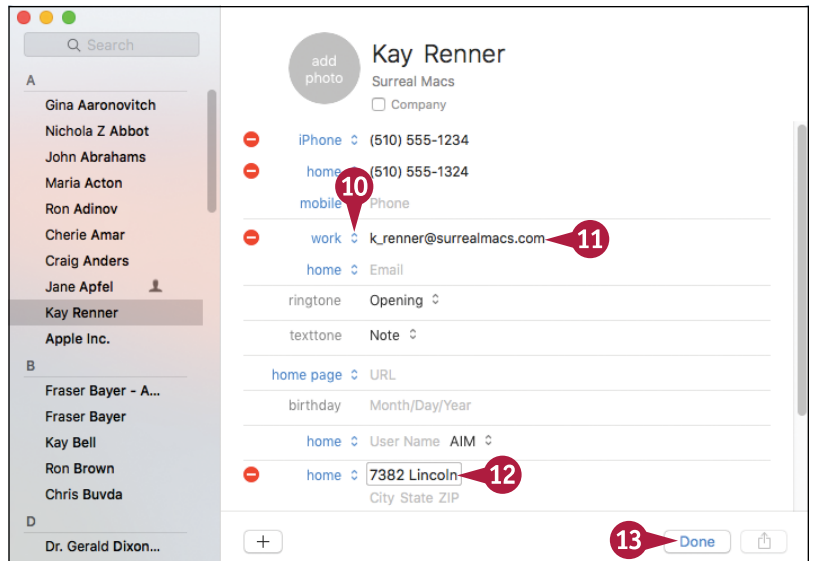 Search
A
Gina Aaronovitch
Nichola Z Abbot
John Abrahams
Maria Acton
Ron Adinov
Cherie Amar
Craig Anders
Jane Apfel
Kay Renner
Apple Inc.
B
Fraser Bayer - A...
Fraser Bayer
Kay Bell
Ron Brown
Chris Buvda
D
Dr. Gerald Dixon...
add
photo
Kay Renner
Surreal Macs
Company
iPhone (510) 555-1234
home (510) 555-1324
10
mobile Phone
work k_renner@surrealmacs.com 11
home Email
ringtone Opening
texttone Note
home page URL
birthday Month/Day/Year
home User Name AIM
home 7382 Lincoln 12
City State ZIP
+ 13 Done